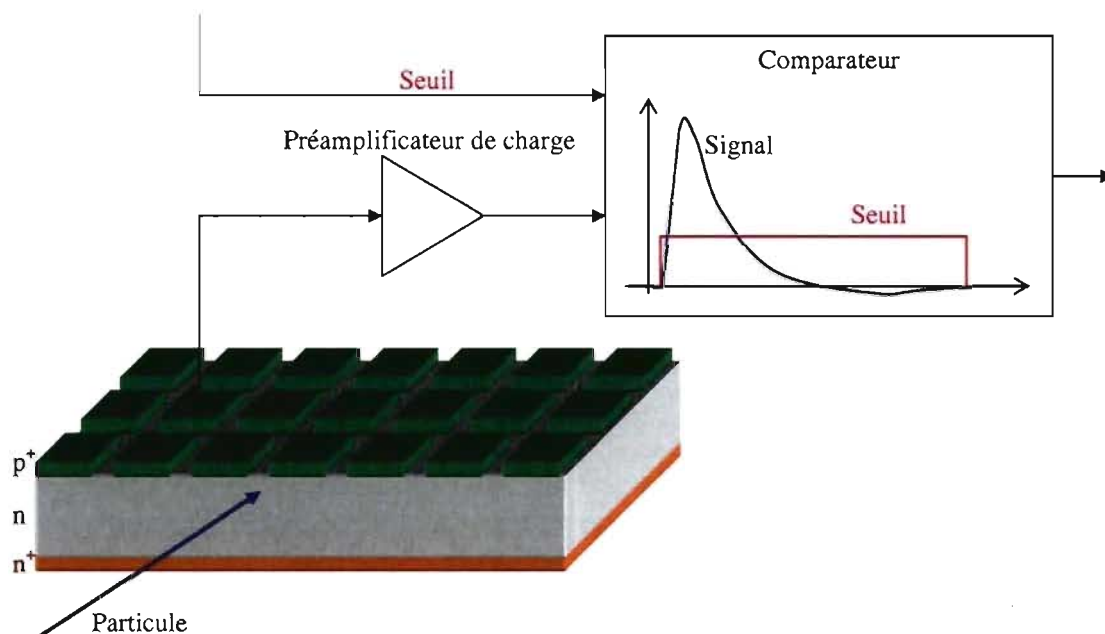 Comparateur
Seuil
Préamplificateur de charge
Signal
Seuil
p⁺
n
n⁺
Particule